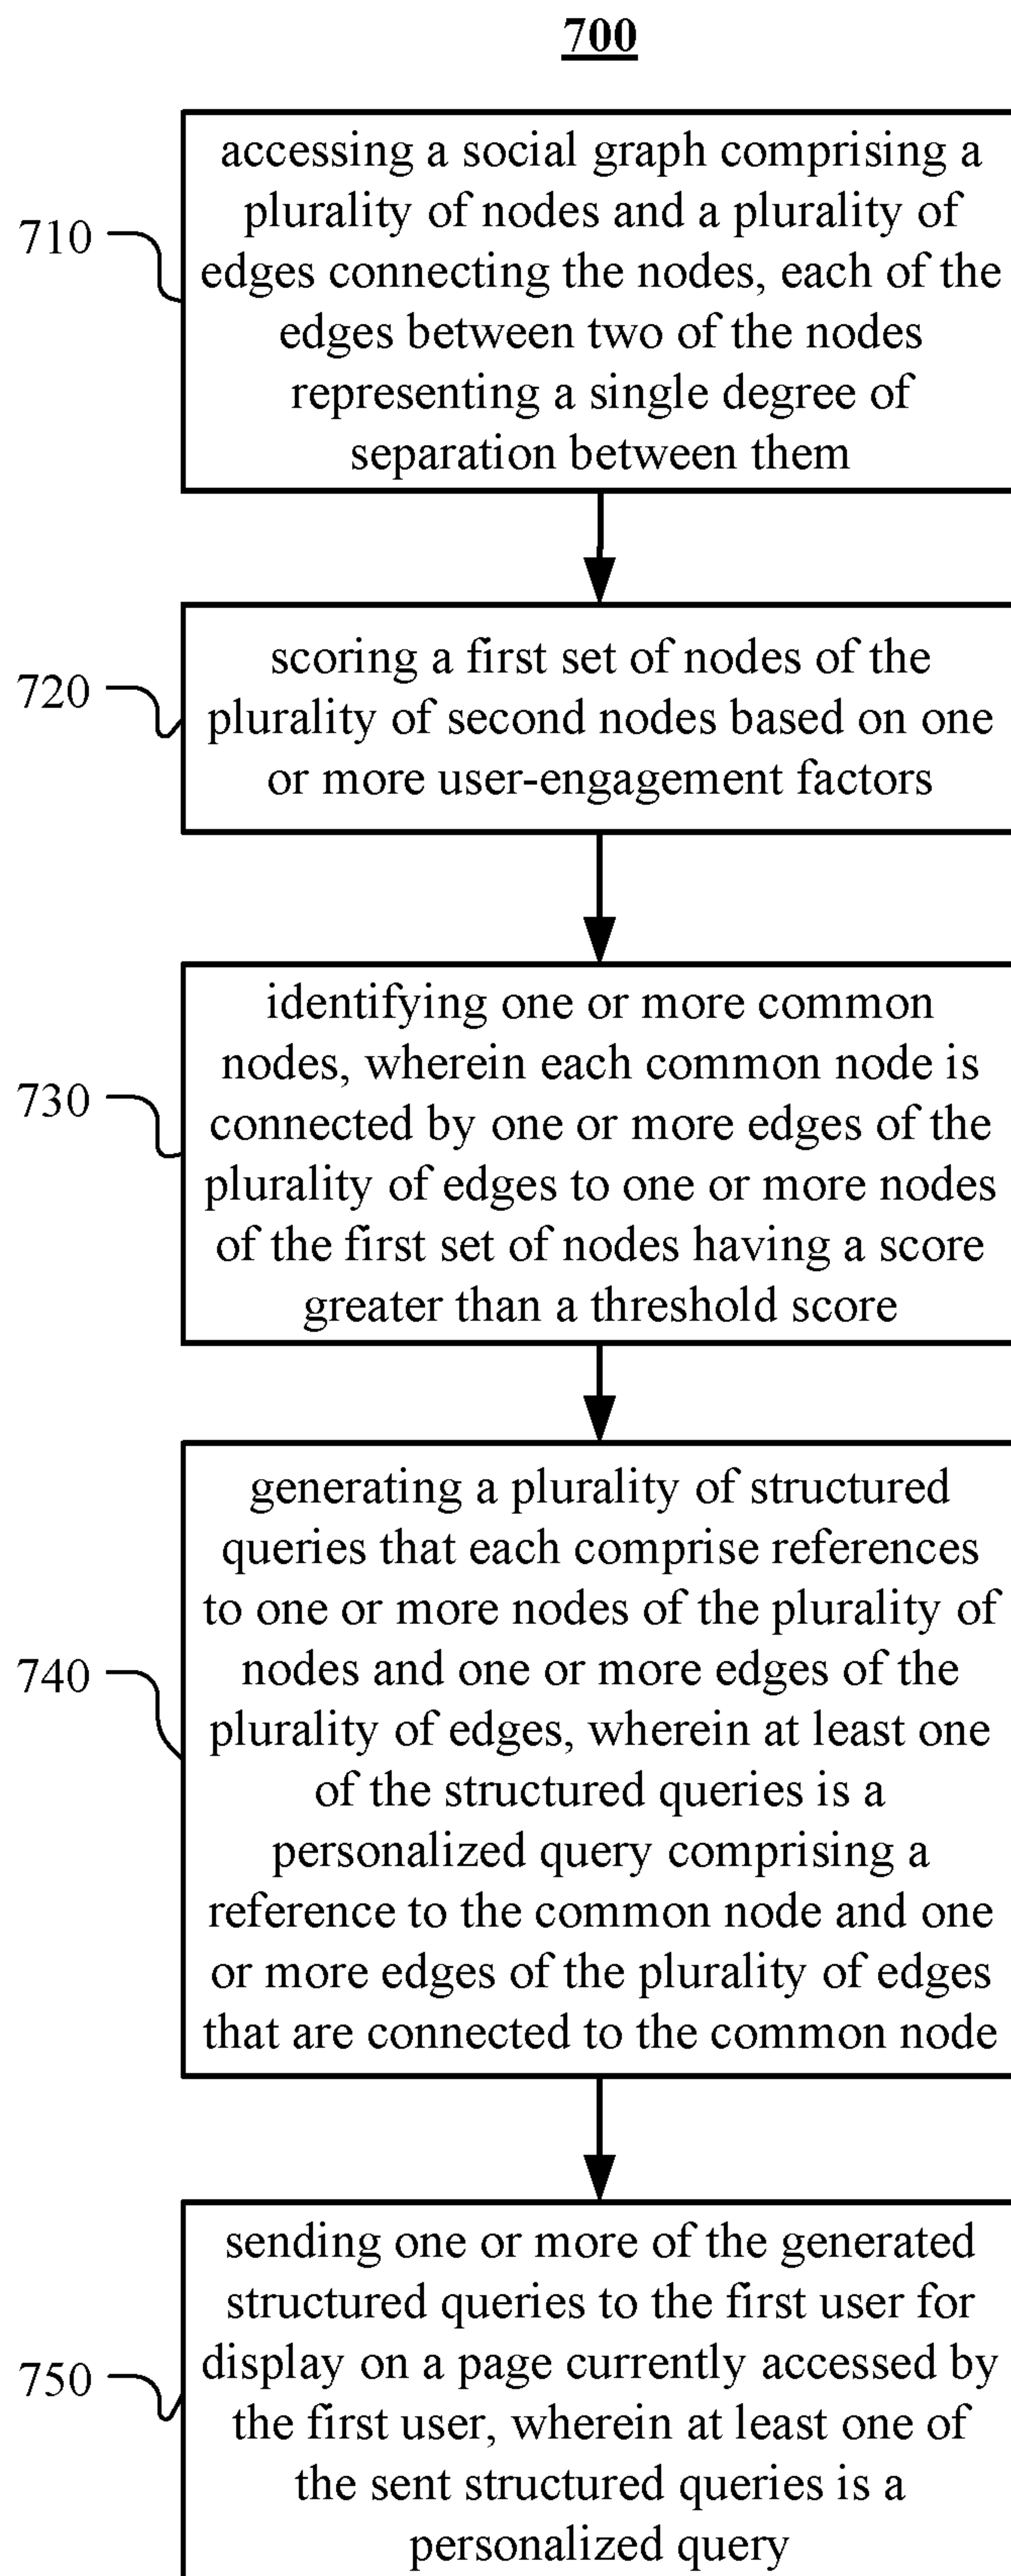 700
710
accessing a social graph comprising a
plurality of nodes and a plurality of
edges connecting the nodes, each of the
edges between two of the nodes
representing a single degree of
separation between them
720
scoring a first set of nodes of the
plurality of second nodes based on one
or more user-engagement factors
730
identifying one or more common
nodes, wherein each common node is
connected by one or more edges of the
plurality of edges to one or more nodes
of the first set of nodes having a score
greater than a threshold score
740
generating a plurality of structured
queries that each comprise references
to one or more nodes of the plurality of
nodes and one or more edges of the
plurality of edges, wherein at least one
of the structured queries is a
personalized query comprising a
reference to the common node and one
or more edges of the plurality of edges
that are connected to the common node
750
sending one or more of the generated
structured queries to the first user for
display on a page currently accessed by
the first user, wherein at least one of
the sent structured queries is a
personalized query